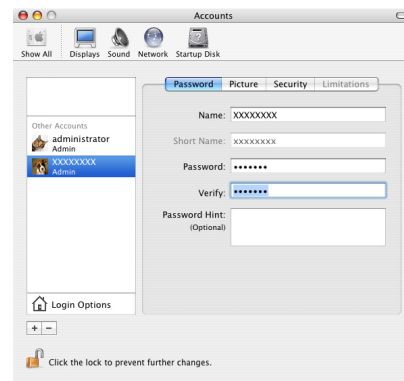 Accounts
Show All Displays Sound Network Startup Disk
Password Picture Security Limitations
Other Accounts
administrator
Admin
XXXXXXXX
Admin
Login Options
+ −
Name: XXXXXXXX
Short Name: xxxxxxxx
Password: •••••••
Verify: •••••••
Password Hint:
(Optional)
Click the lock to prevent further changes.